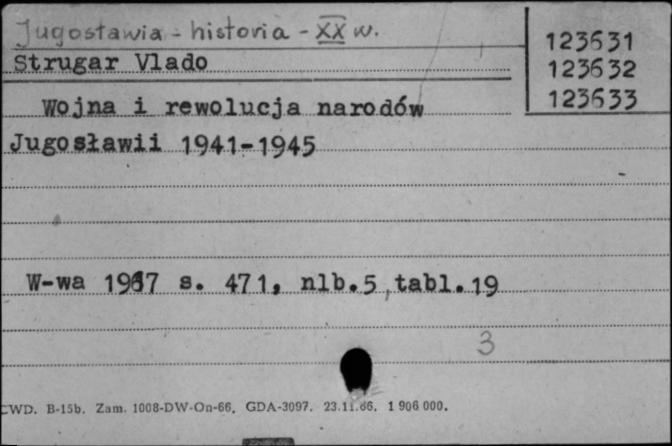 Jugosławia - historia - XX w.
123631
Strugar Vlado
123632
Wojna i rewolucja narodów
123633
Jugosławii 1941-1945
W-wa 1967 s. 471, nlb.5, tabl.19
3
CWD. B-15b. Zam. 1008-DW-On-66. GDA-3097. 23.11.66. 1 906 000.